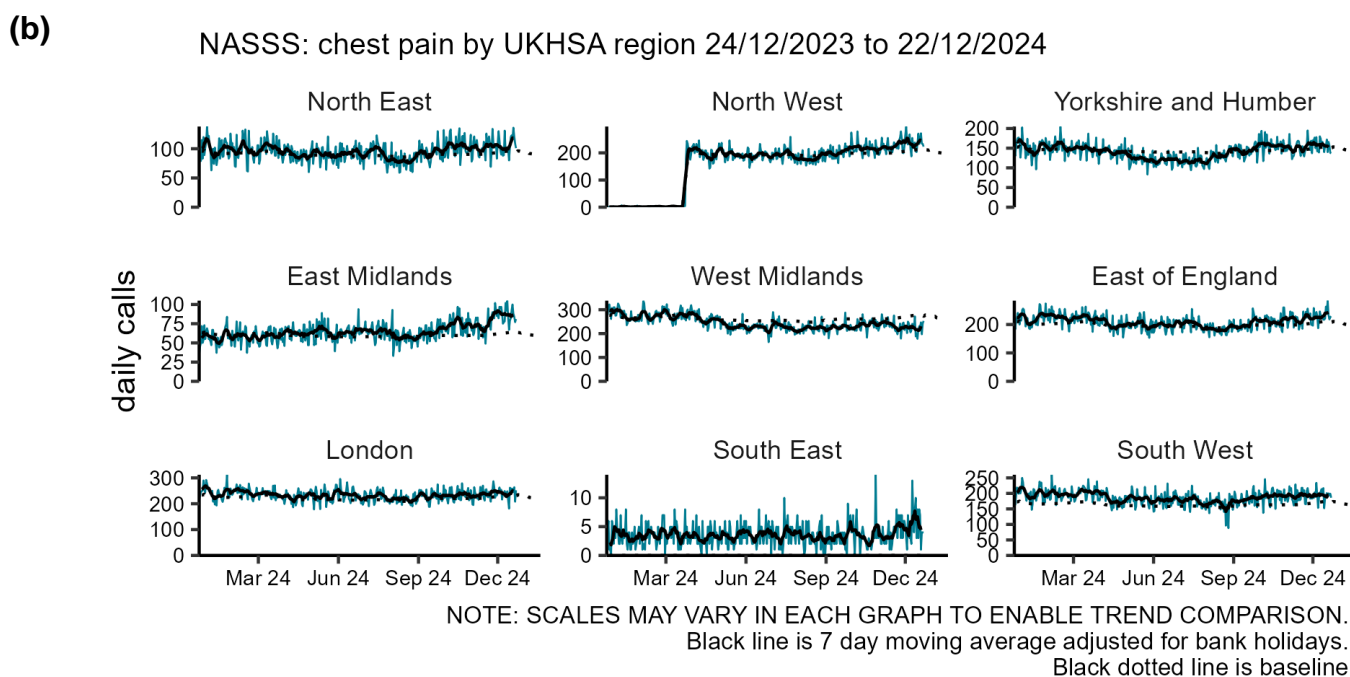 (b)
NASSS: chest pain by UKHSA region 24/12/2023 to 22/12/2024
North East
North West
Yorkshire and Humber
100
50
0
200
100
0
200
150
100
50
0
daily calls
East Midlands
West Midlands
East of England
100
75
50
25
0
300
200
100
0
200
100
0
London
South East
South West
300
200
100
0
10
5
0
250
200
150
100
50
0
Mar 24 Jun 24 Sep 24 Dec 24
Mar 24 Jun 24 Sep 24 Dec 24
Mar 24 Jun 24 Sep 24 Dec 24
NOTE: SCALES MAY VARY IN EACH GRAPH TO ENABLE TREND COMPARISON.
Black line is 7 day moving average adjusted for bank holidays.
Black dotted line is baseline